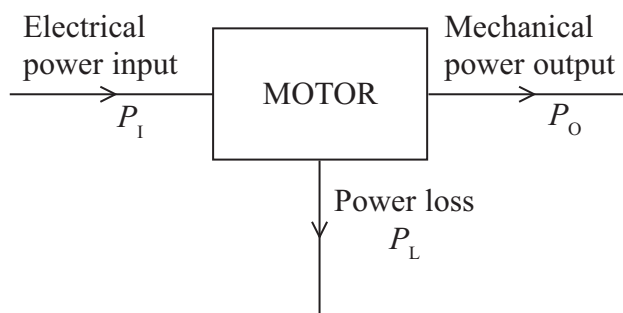 Electrical
power input
P_I
MOTOR
Mechanical
power output
P_O
Power loss
P_L